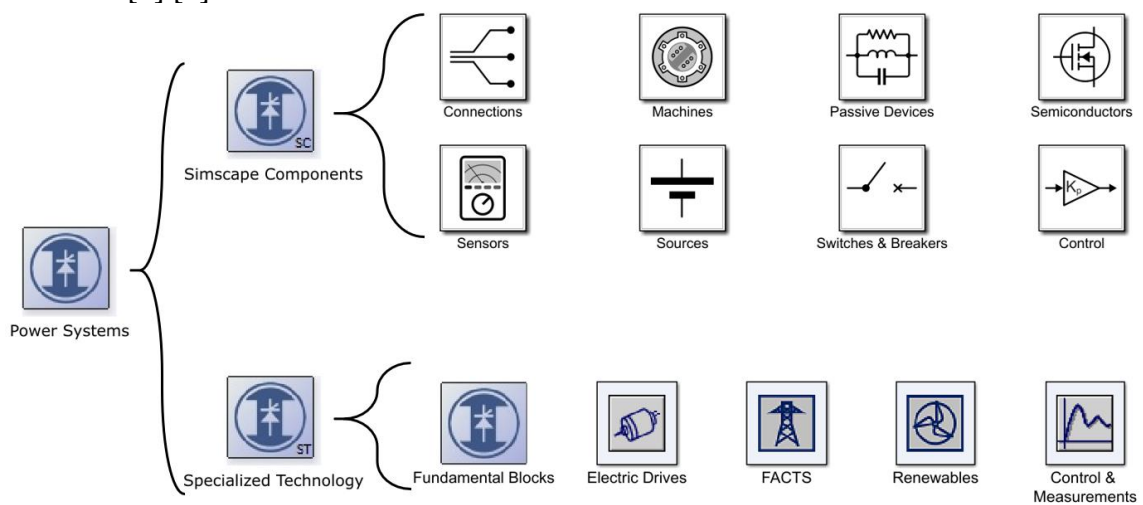 Connections
Machines
Passive Devices
Semiconductors
SC
Simscape Components
Sensors
Sources
Switches & Breakers
Kp
Control
Power Systems
ST
Specialized Technology
Fundamental Blocks
Electric Drives
FACTS
Renewables
Control &
Measurements